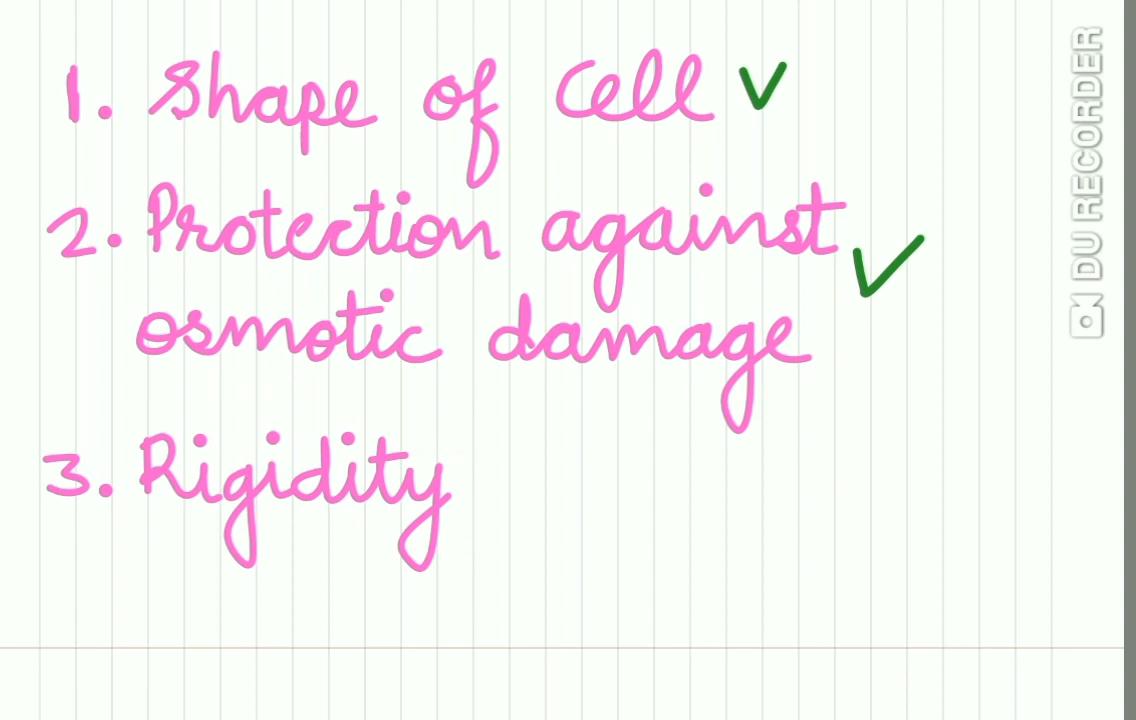 1. Shape of Cell ✓
2. Protection against ✓
osmotic damage
3. Rigidity
DU RECORDER